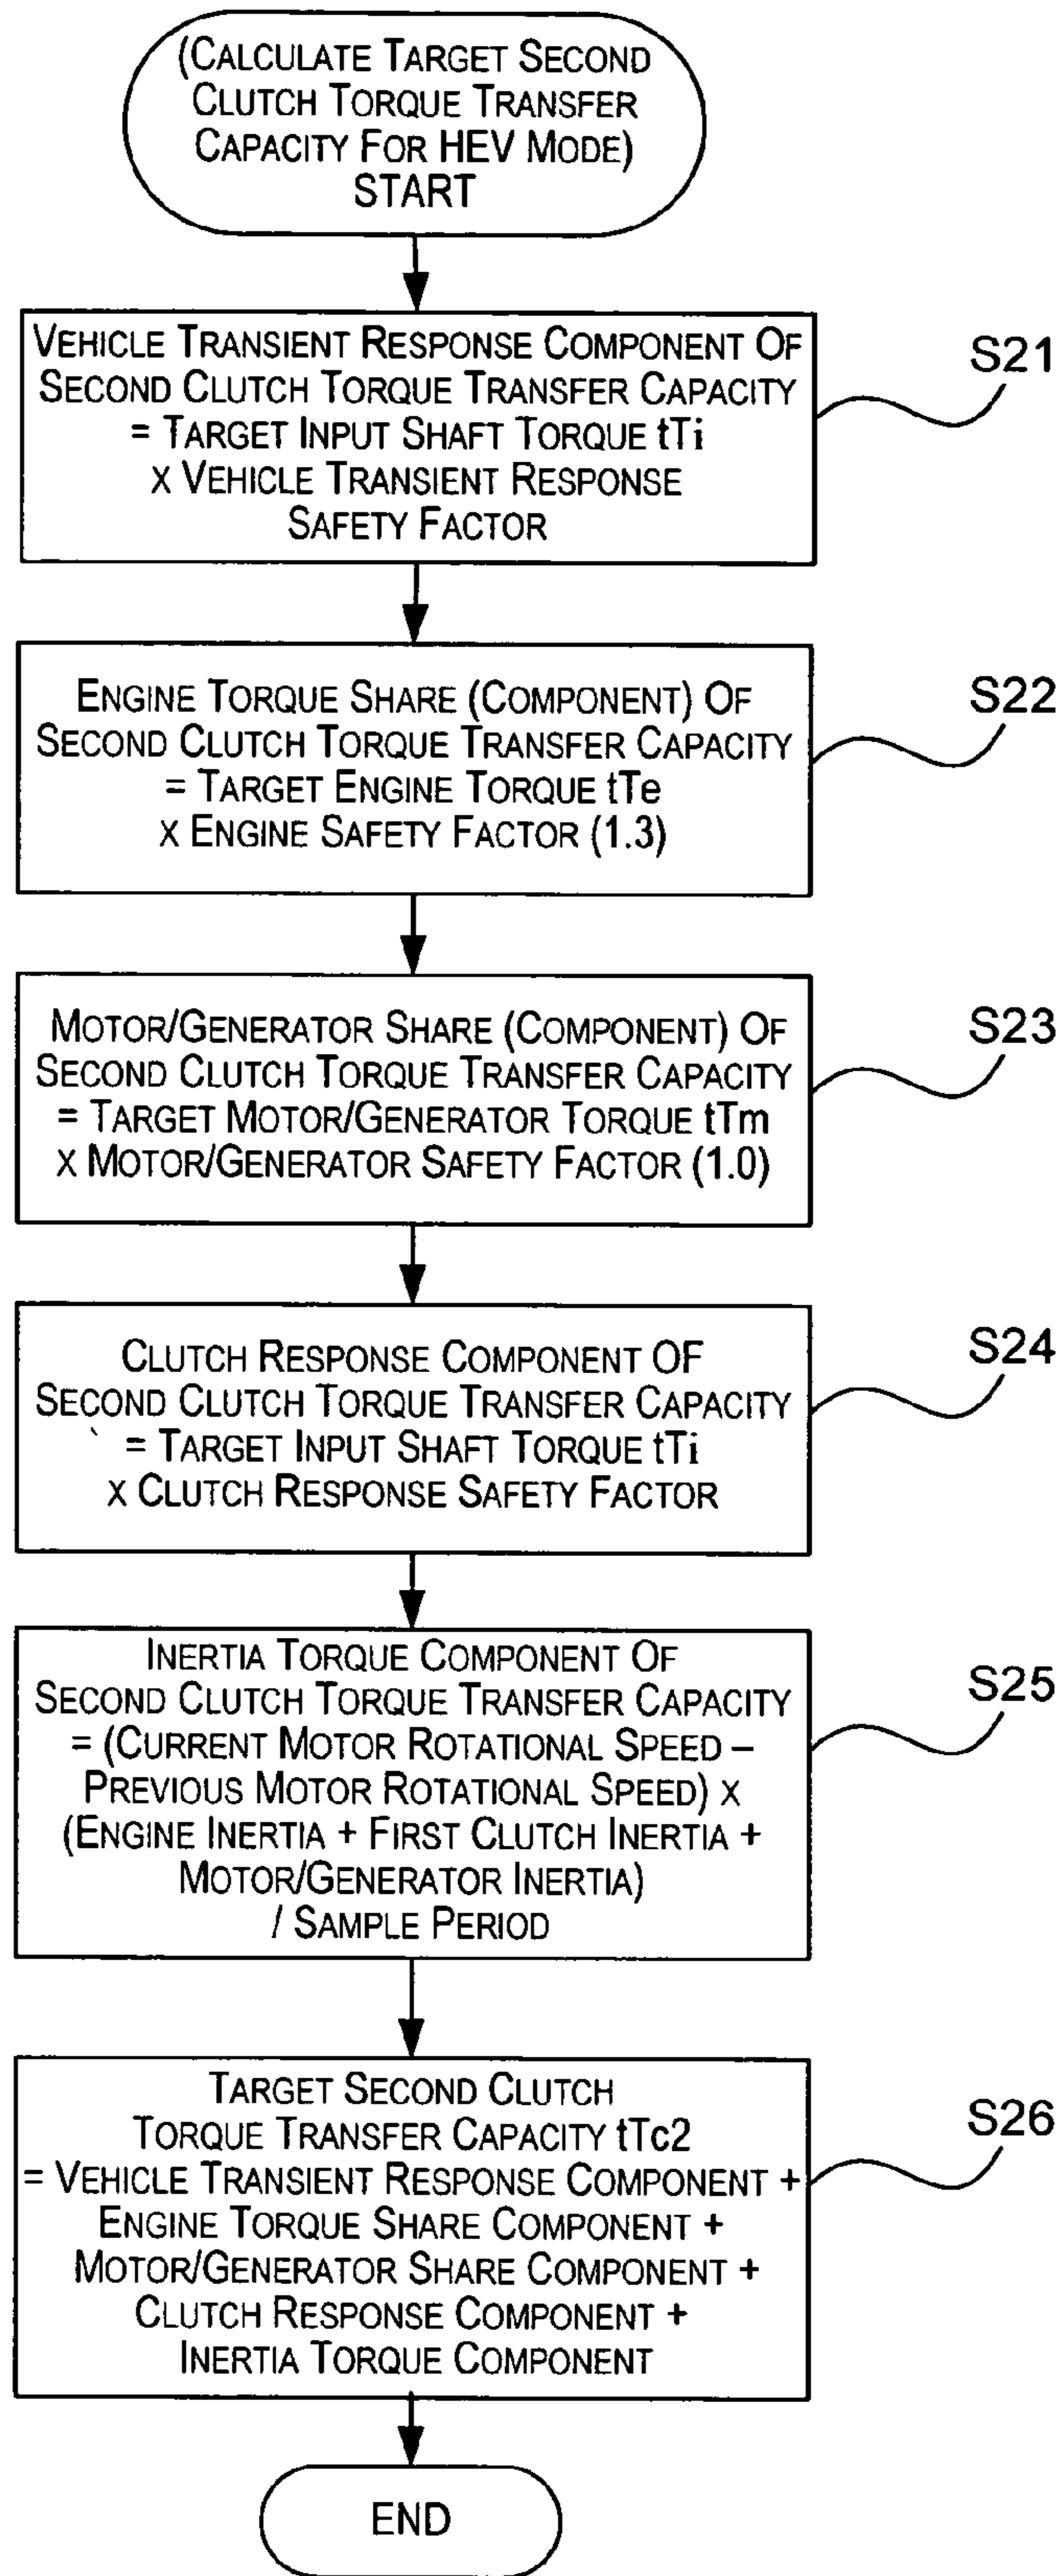 (CALCULATE TARGET SECOND
CLUTCH TORQUE TRANSFER
CAPACITY FOR HEV MODE)
START
VEHICLE TRANSIENT RESPONSE COMPONENT OF
SECOND CLUTCH TORQUE TRANSFER CAPACITY
= TARGET INPUT SHAFT TORQUE tTi
X VEHICLE TRANSIENT RESPONSE
SAFETY FACTOR
S21
ENGINE TORQUE SHARE (COMPONENT) OF
SECOND CLUTCH TORQUE TRANSFER CAPACITY
= TARGET ENGINE TORQUE tTe
X ENGINE SAFETY FACTOR (1.3)
S22
MOTOR/GENERATOR SHARE (COMPONENT) OF
SECOND CLUTCH TORQUE TRANSFER CAPACITY
= TARGET MOTOR/GENERATOR TORQUE tTm
X MOTOR/GENERATOR SAFETY FACTOR (1.0)
S23
CLUTCH RESPONSE COMPONENT OF
SECOND CLUTCH TORQUE TRANSFER CAPACITY
= TARGET INPUT SHAFT TORQUE tTi
X CLUTCH RESPONSE SAFETY FACTOR
S24
INERTIA TORQUE COMPONENT OF
SECOND CLUTCH TORQUE TRANSFER CAPACITY
= (CURRENT MOTOR ROTATIONAL SPEED –
PREVIOUS MOTOR ROTATIONAL SPEED) X
(ENGINE INERTIA + FIRST CLUTCH INERTIA +
MOTOR/GENERATOR INERTIA)
/ SAMPLE PERIOD
S25
TARGET SECOND CLUTCH
TORQUE TRANSFER CAPACITY tTc2
= VEHICLE TRANSIENT RESPONSE COMPONENT +
ENGINE TORQUE SHARE COMPONENT +
MOTOR/GENERATOR SHARE COMPONENT +
CLUTCH RESPONSE COMPONENT +
INERTIA TORQUE COMPONENT
S26
END